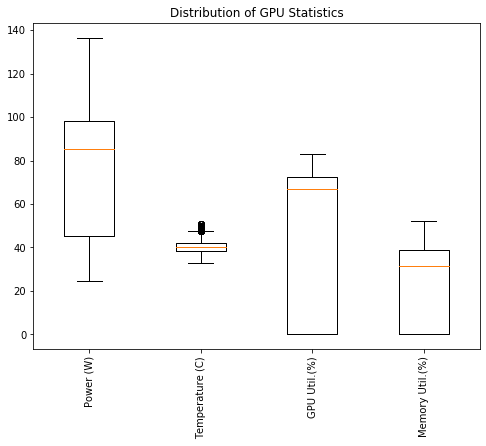 Distribution of GPU Statistics
140
120
100
80
60
40
20
0
Power (W)
Temperature (C)
GPU Util.(%)
Memory Util.(%)